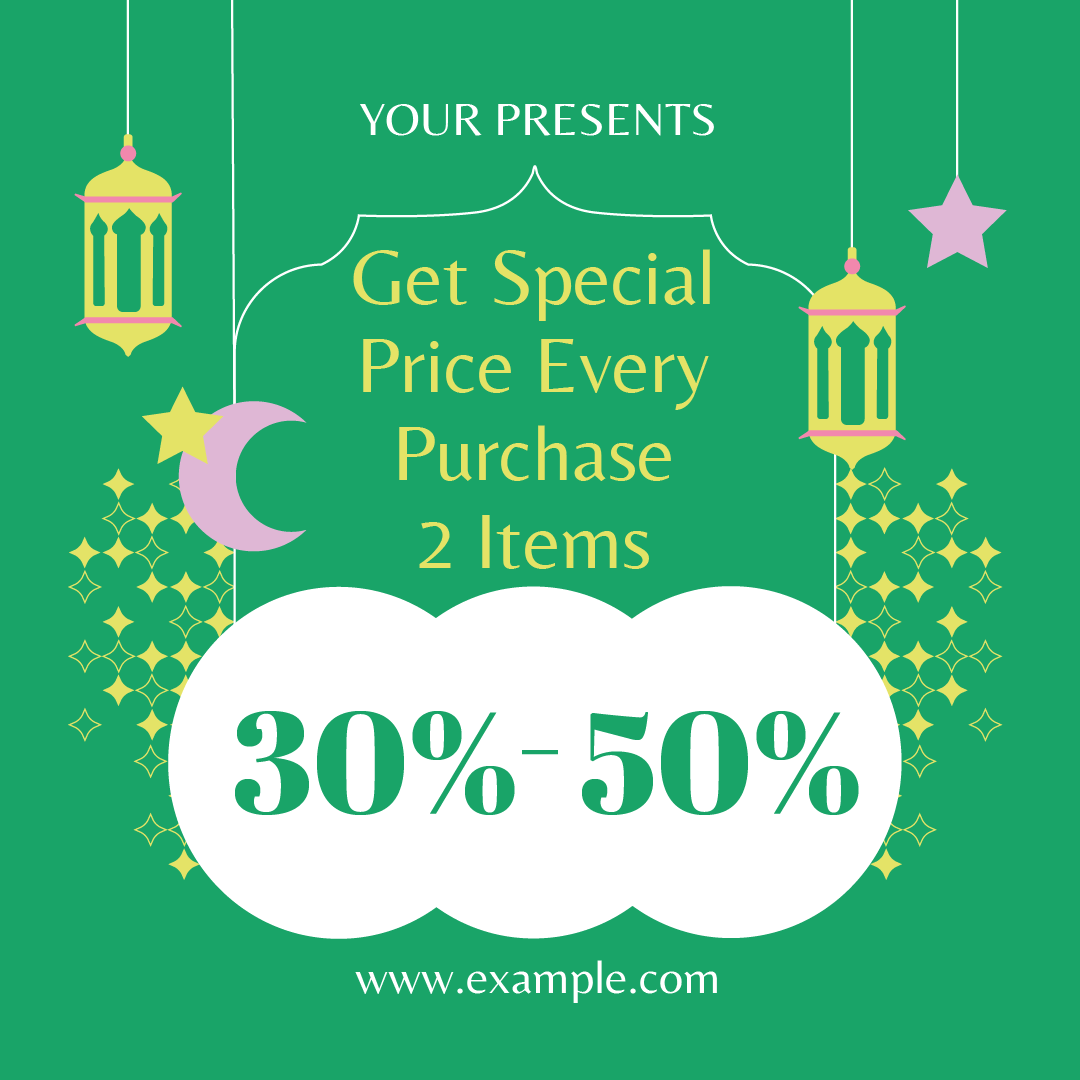 YOUR PRESENTS
Get Special
Price Every
Purchase
2 Items
30%-50%
www.example.com